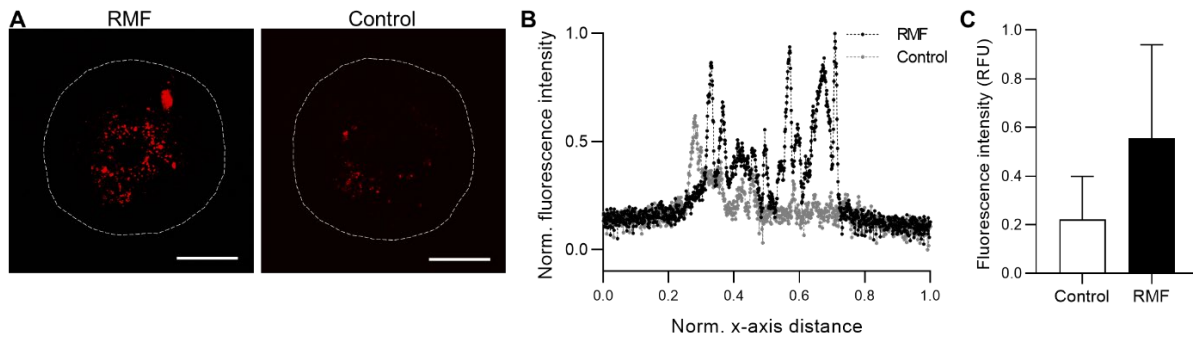 A
RMF
Control
B
Norm. fluorescence intensity
1.0
0.5
0.0
0.0
0.2
0.4
0.6
0.8
1.0
Norm. x-axis distance
RMF
Control
C
Fluorescence intensity (RFU)
1.0
0.8
0.6
0.4
0.2
0.0
Control
RMF